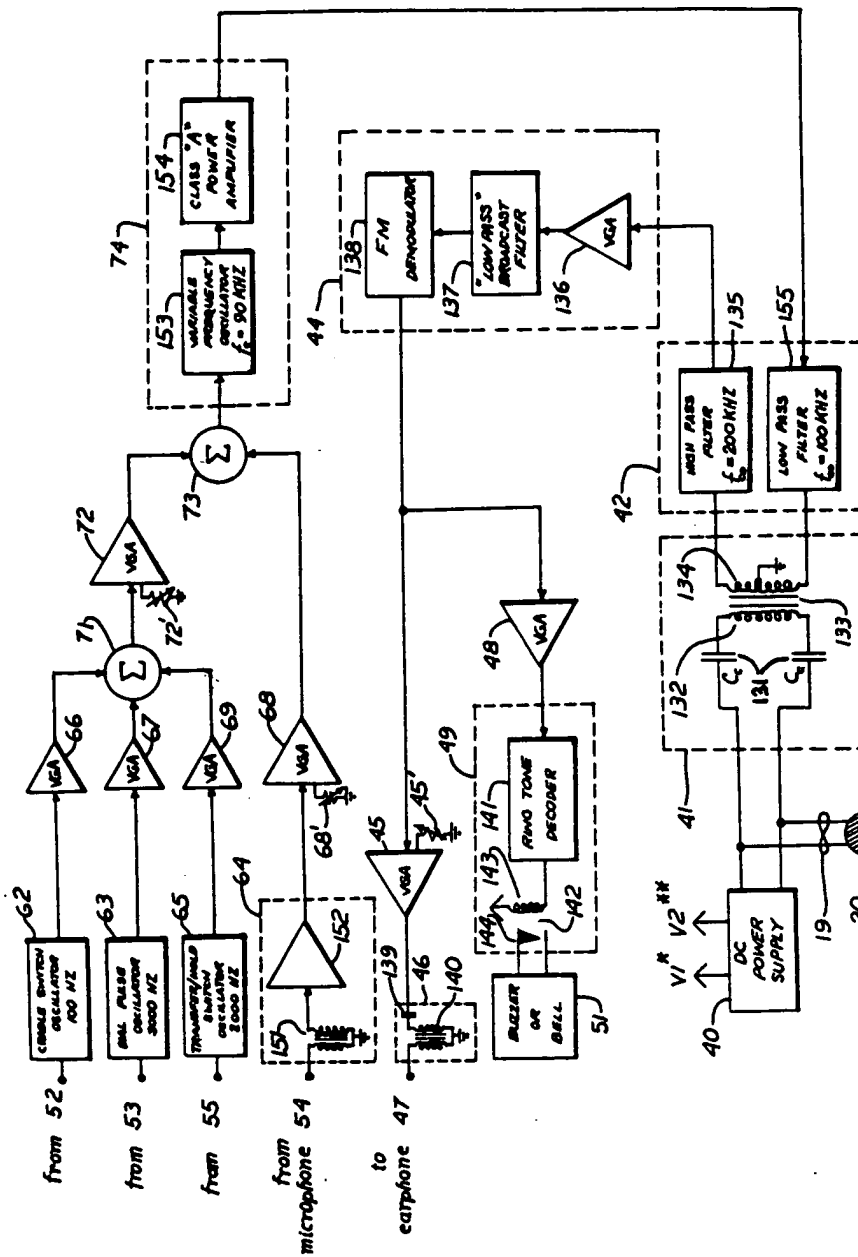 from 52
62
CRADLE SWITCH
OSCILLATOR
100 HZ
66
VGA
from 53
63
DIAL PULSE
OSCILLATOR
3000 HZ
67
VGA
71
Σ
72
VGA
72'
from 55
65
TRANSFER/HOLD
SWITCH
OSCILLATOR
2000 HZ
69
VGA
73
Σ
74
153
VARIABLE
FREQUENCY
OSCILLATOR
fc = 90 KHZ
154
CLASS "A"
POWER
AMPLIFIER
from
microphone 54
64
151
152
68
VGA
68'
to
earphone 47
139
46
140
45
VGA
45'
44
138
FM
DEMODULATOR
137
"LOW PASS"
BROADCAST
FILTER
136
VGA
48
VGA
49
141
RING TONE
DECODER
143
142
144
BUZZER
OR
BELL
51
42
HIGH PASS
FILTER
fco = 200 KHZ
135
LOW PASS
FILTER
fco = 100 KHZ
155
132
134
133
Cc
131
Cc
41
V1* V2**
40
DC
POWER
SUPPLY
19
20